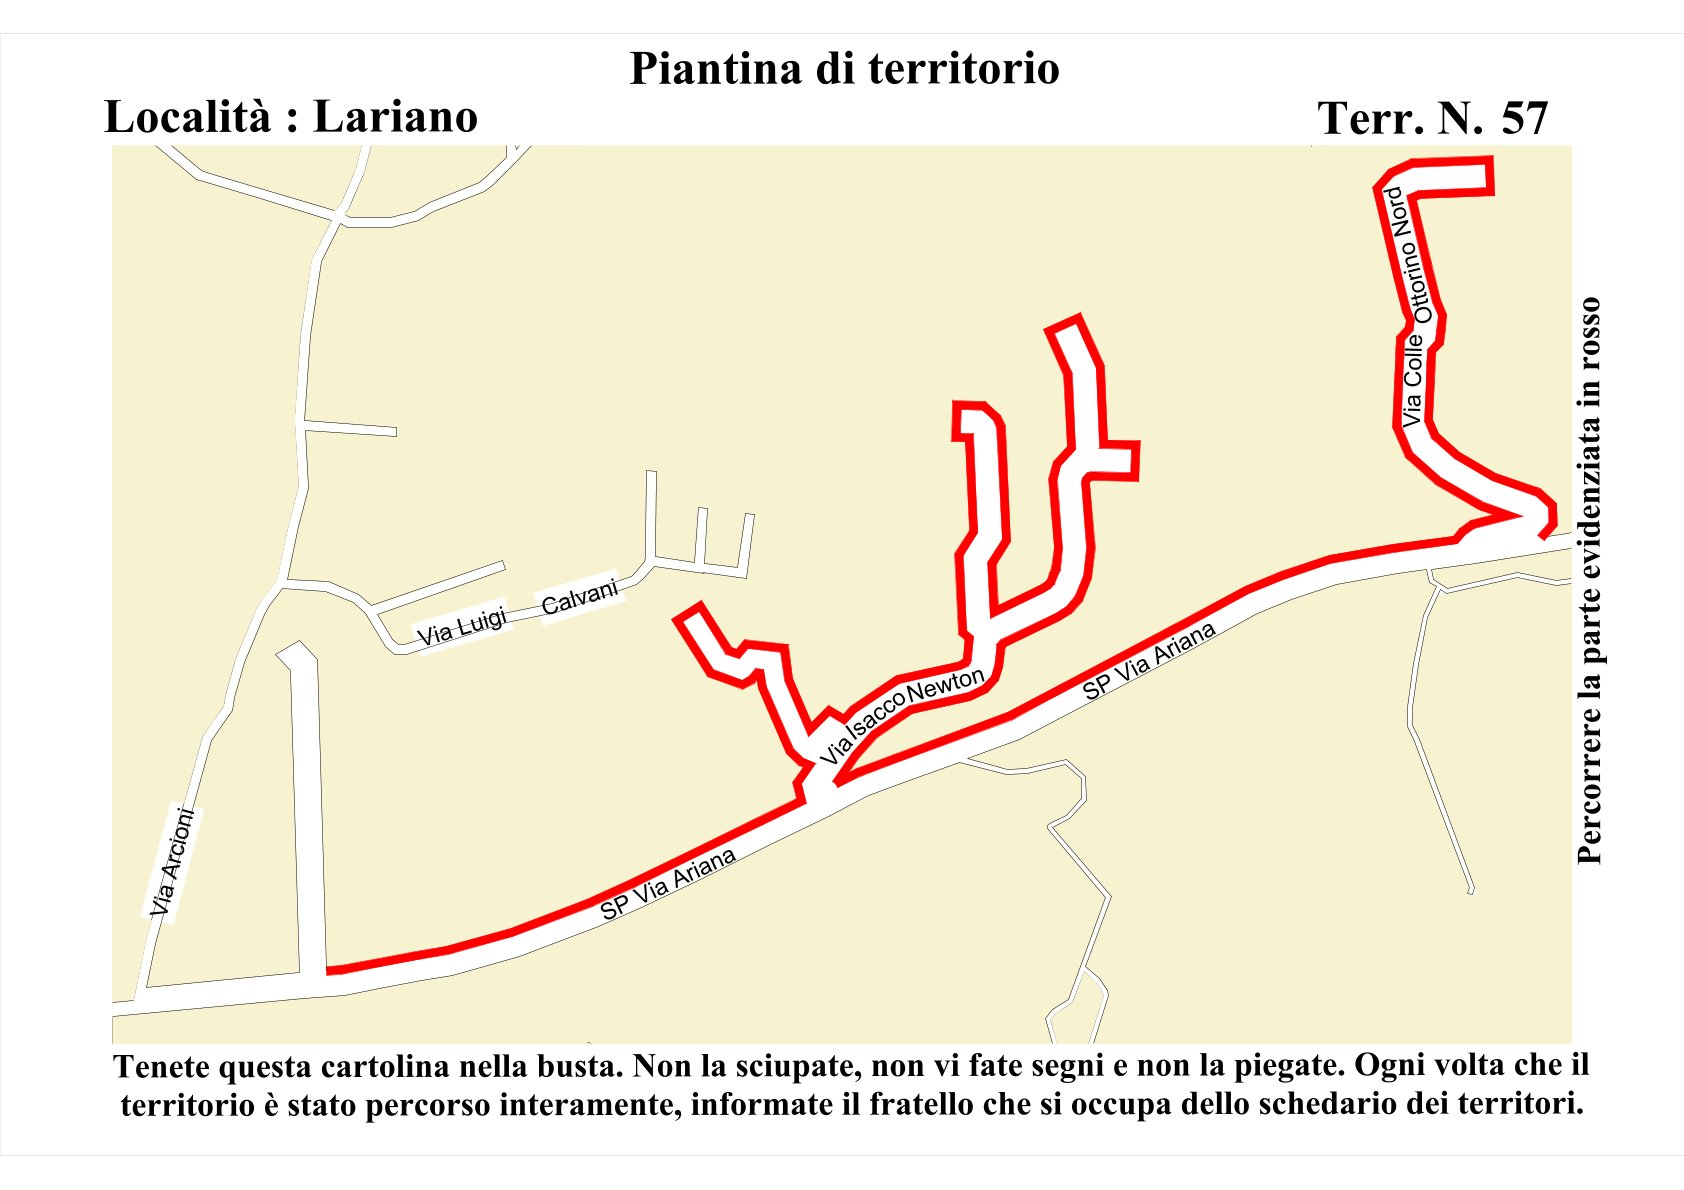 Piantina di territorio
Località : Lariano
Terr. N. 57
Via Colle Ottorino Nord
Percorrere la parte evidenziata in rosso
Via Luigi Calvani
Via Isacco Newton
SP Via Ariana
SP Via Ariana
Via Arcioni
Tenete questa cartolina nella busta. Non la sciupate, non vi fate segni e non la piegate. Ogni volta che il
territorio è stato percorso interamente, informate il fratello che si occupa dello schedario dei territori.